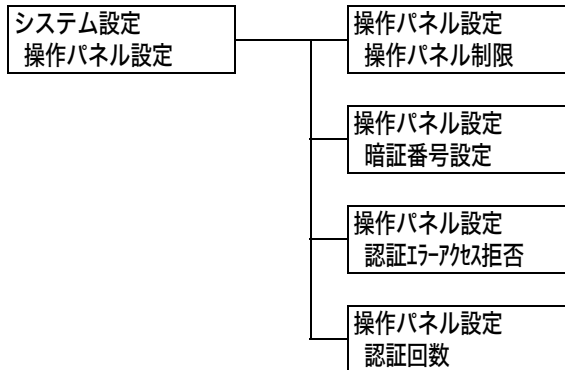 システム設定
操作パネル設定
操作パネル設定
操作パネル制限
操作パネル設定
暗証番号設定
操作パネル設定
認証ｴﾗｰｱｸｾｽ拒否
操作パネル設定
認証回数